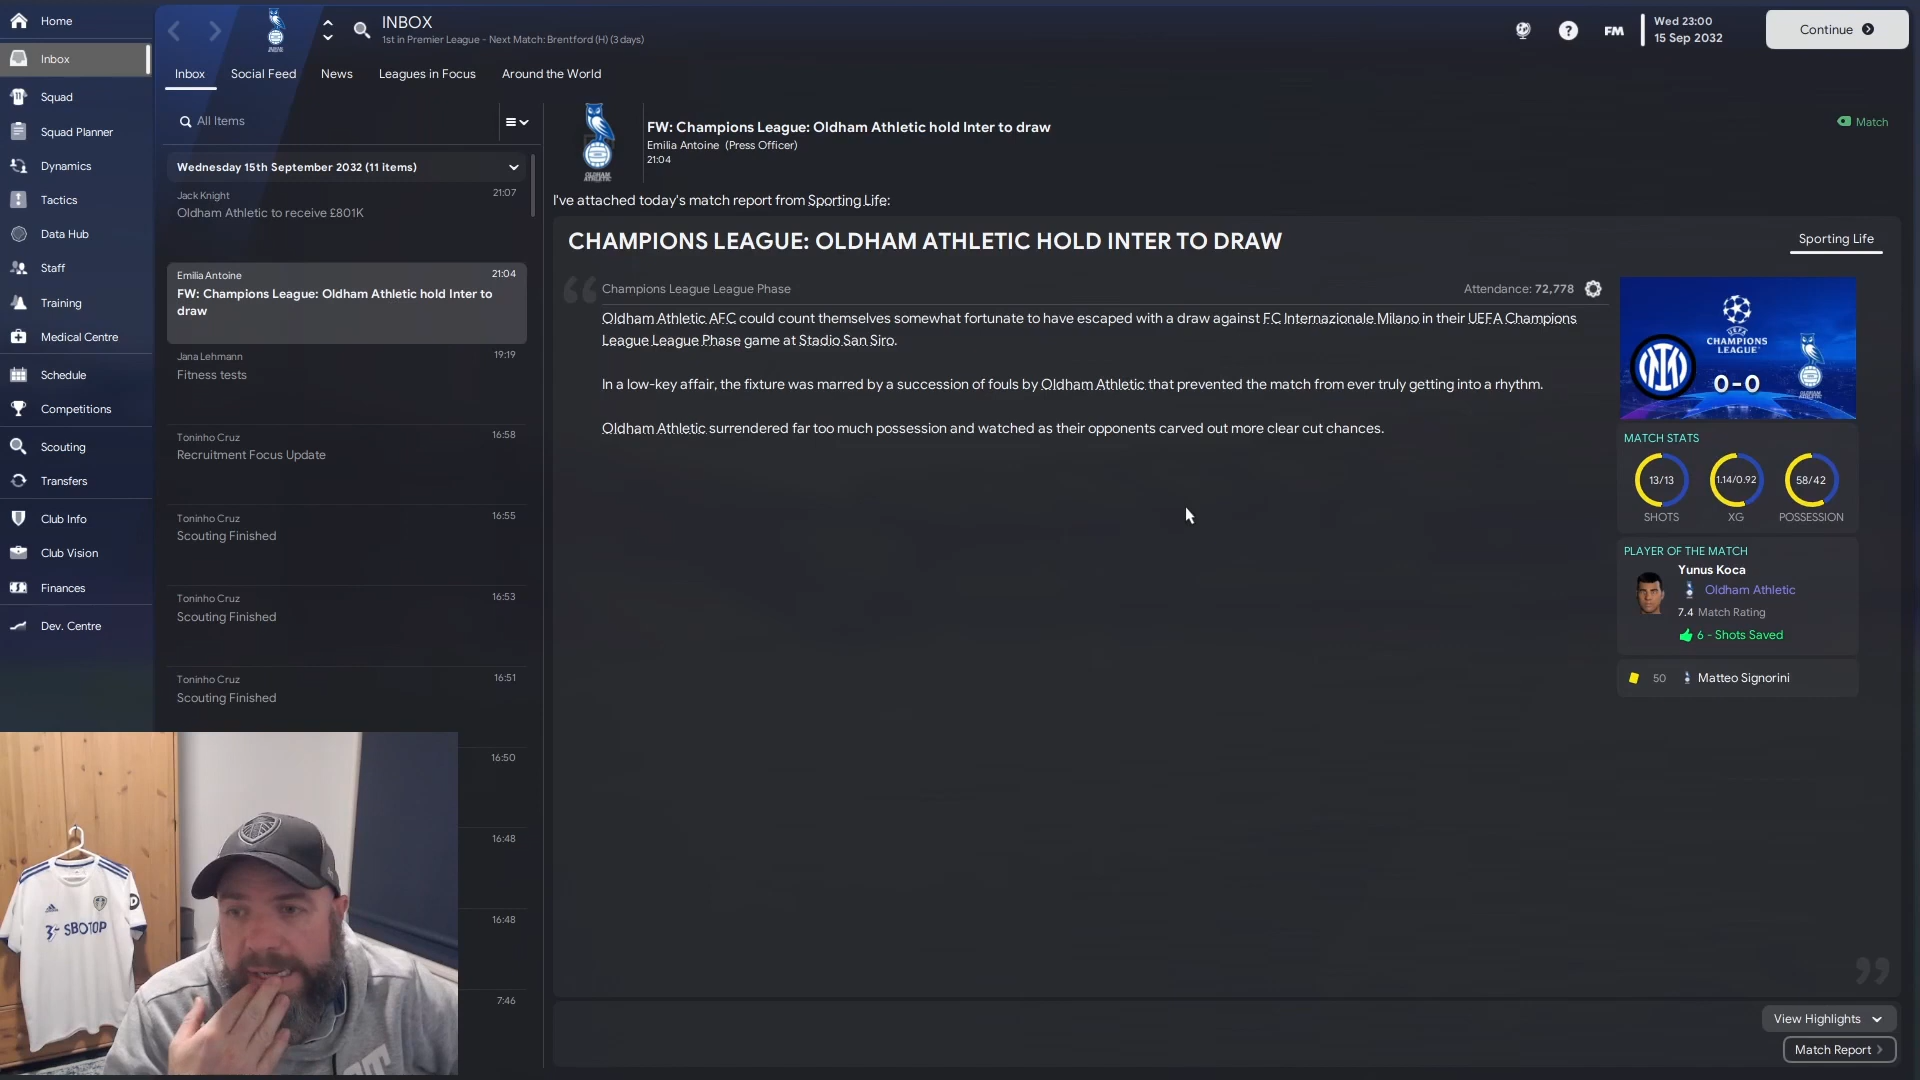 Home
Inbox
Squad
Squad Planner
Dynamics
Tactics
Data Hub
Staff
Training
Medical Centre
Schedule
Competitions
Scouting
Transfers
Club Info
Club Vision
Finances
Dev. Centre
INBOX
1st in Premier League - Next Match: Brentford (H) (3 days)
FM
Wed 23:00
15 Sep 2032
Continue
Inbox
Social Feed
News
Leagues in Focus
Around the World
All Items
Wednesday 15th September 2032 (11 items)
Jack Knight
21:07
Oldham Athletic to receive £801K
Emilia Antoine
21:04
FW: Champions League: Oldham Athletic hold Inter to
draw
Jana Lehmann
19:19
Fitness tests
Toninho Cruz
16:58
Recruitment Focus Update
Toninho Cruz
16:55
Scouting Finished
Toninho Cruz
16:53
Scouting Finished
Toninho Cruz
16:51
Scouting Finished
16:50
16:48
16:48
7:46
OLDHAM
ATHLETIC
FW: Champions League: Oldham Athletic hold Inter to draw
Emilia Antoine (Press Officer)
21:04
Match
I've attached today's match report from Sporting Life:
CHAMPIONS LEAGUE: OLDHAM ATHLETIC HOLD INTER TO DRAW
Sporting Life
Champions League League Phase
Attendance: 72,778
Oldham Athletic AFC could count themselves somewhat fortunate to have escaped with a draw against FC Internazionale Milano in their UEFA Champions
League League Phase game at Stadio San Siro.
In a low-key affair, the fixture was marred by a succession of fouls by Oldham Athletic that prevented the match from ever truly getting into a rhythm.
Oldham Athletic surrendered far too much possession and watched as their opponents carved out more clear cut chances.
UEFA
CHAMPIONS
LEAGUE
0-0
MATCH STATS
13/13
1.14/0.92
58/42
SHOTS
XG
POSSESSION
PLAYER OF THE MATCH
Yunus Koca
Oldham Athletic
7.4 Match Rating
6 - Shots Saved
50
Matteo Signorini
View Highlights
Match Report
SBOTOP